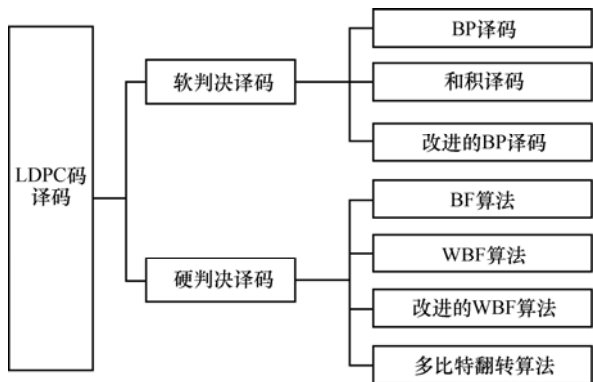 LDPC码
译码
软判决译码
BP译码
和积译码
改进的BP译码
硬判决译码
BF算法
WBF算法
改进的WBF算法
多比特翻转算法